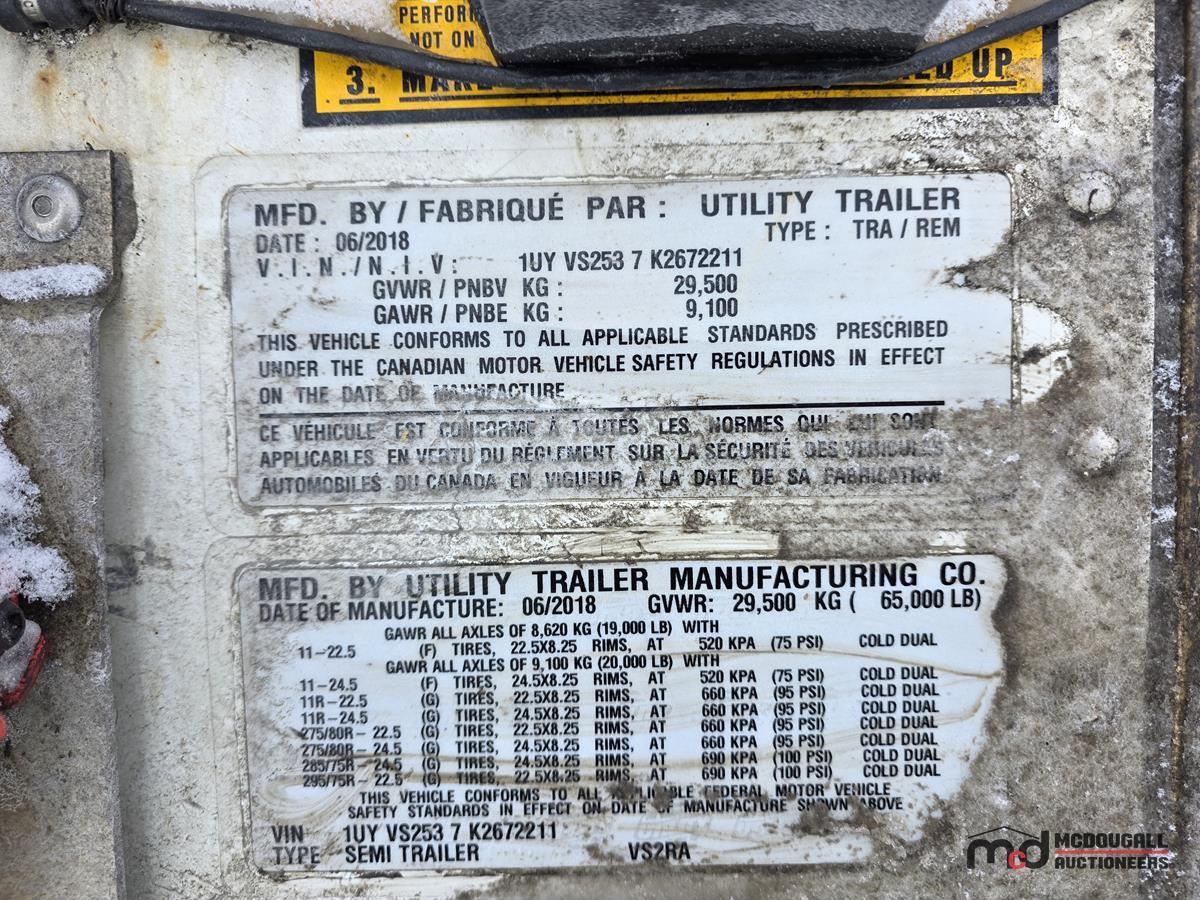 PERFOR
NOT ON
3. MAKE ED UP
MFD. BY / FABRIQUÉ PAR : UTILITY TRAILER
DATE : 06/2018 TYPE : TRA / REM
V.I.N./N.I.V: 1UY VS253 7 K2672211
GVWR / PNBV KG : 29,500
GAWR / PNBE KG : 9,100
THIS VEHICLE CONFORMS TO ALL APPLICABLE STANDARDS PRESCRIBED
UNDER THE CANADIAN MOTOR VEHICLE SAFETY REGULATIONS IN EFFECT
ON THE DATE OF MANUFACTURE
CE VÉHICULE EST CONFORME À TOUTES LES NORMES QUI LUI SONT
APPLICABLES EN VERTU DU RÈGLEMENT SUR LA SÉCURITÉ DES VEHICULES
AUTOMOBILES DU CANADA EN VIGUEUR À LA DATE DE SA FABRICATION
MFD. BY UTILITY TRAILER MANUFACTURING CO.
DATE OF MANUFACTURE: 06/2018 GVWR: 29,500 KG ( 65,000 LB)
GAWR ALL AXLES OF 8,620 KG (19,000 LB) WITH
11-22.5 (F) TIRES, 22.5X8.25 RIMS, AT 520 KPA (75 PSI) COLD DUAL
GAWR ALL AXLES OF 9,100 KG (20,000 LB) WITH
11-24.5 (F) TIRES, 24.5X8.25 RIMS, AT 520 KPA (75 PSI) COLD DUAL
11R-22.5 (G) TIRES, 22.5X8.25 RIMS, AT 660 KPA (95 PSI) COLD DUAL
11R-24.5 (G) TIRES, 24.5X8.25 RIMS, AT 660 KPA (95 PSI) COLD DUAL
275/80R-22.5 (G) TIRES, 22.5X8.25 RIMS, AT 660 KPA (95 PSI) COLD DUAL
275/80R-24.5 (G) TIRES, 24.5X8.25 RIMS, AT 660 KPA (95 PSI) COLD DUAL
285/75R-24.5 (G) TIRES, 24.5X8.25 RIMS, AT 690 KPA (100 PSI) COLD DUAL
295/75R-22.5 (G) TIRES, 22.5X8.25 RIMS, AT 690 KPA (100 PSI) COLD DUAL
THIS VEHICLE CONFORMS TO ALL APPLICABLE FEDERAL MOTOR VEHICLE
SAFETY STANDARDS IN EFFECT ON DATE OF MANUFACTURE SHOWN ABOVE
VIN 1UY VS253 7 K2672211
TYPE SEMI TRAILER VS2RA
mcd MCDOUGALL
AUCTIONEERS